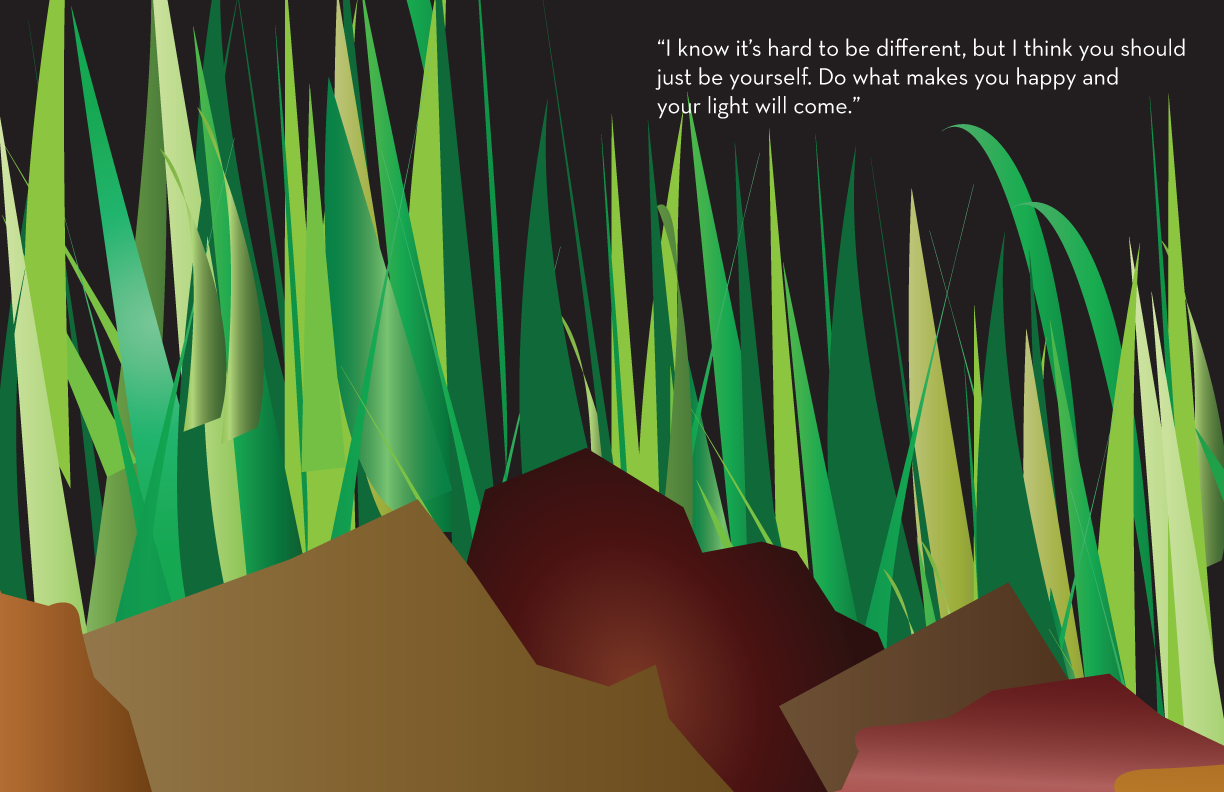 “I know it’s hard to be different, but I think you should
just be yourself. Do what makes you happy and
your light will come.”